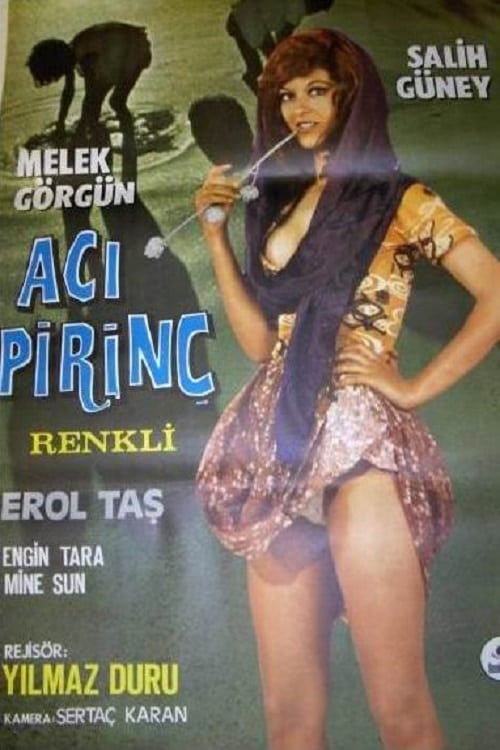 SALİH
GÜNEY
MELEK
GÖRGÜN
ACI
PİRİNÇ
RENKLİ
EROL TAŞ
ENGİN TARA
MİNE SUN
REJİSÖR:
YILMAZ DURU
KAMERA: SERTAÇ KARAN